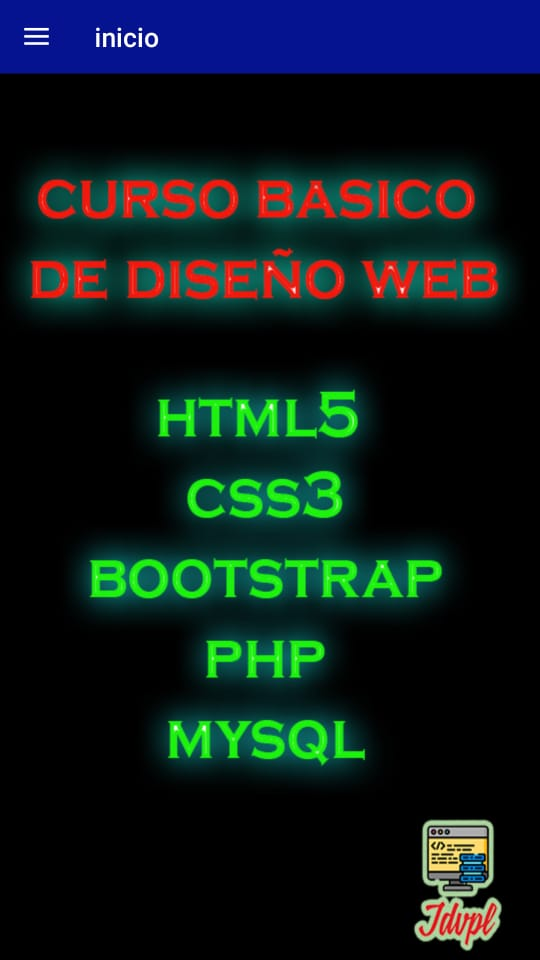 inicio
CURSO BASICO
DE DISEÑO WEB
HTML5
CSS3
BOOTSTRAP
PHP
MYSQL
</>
Jdvpl